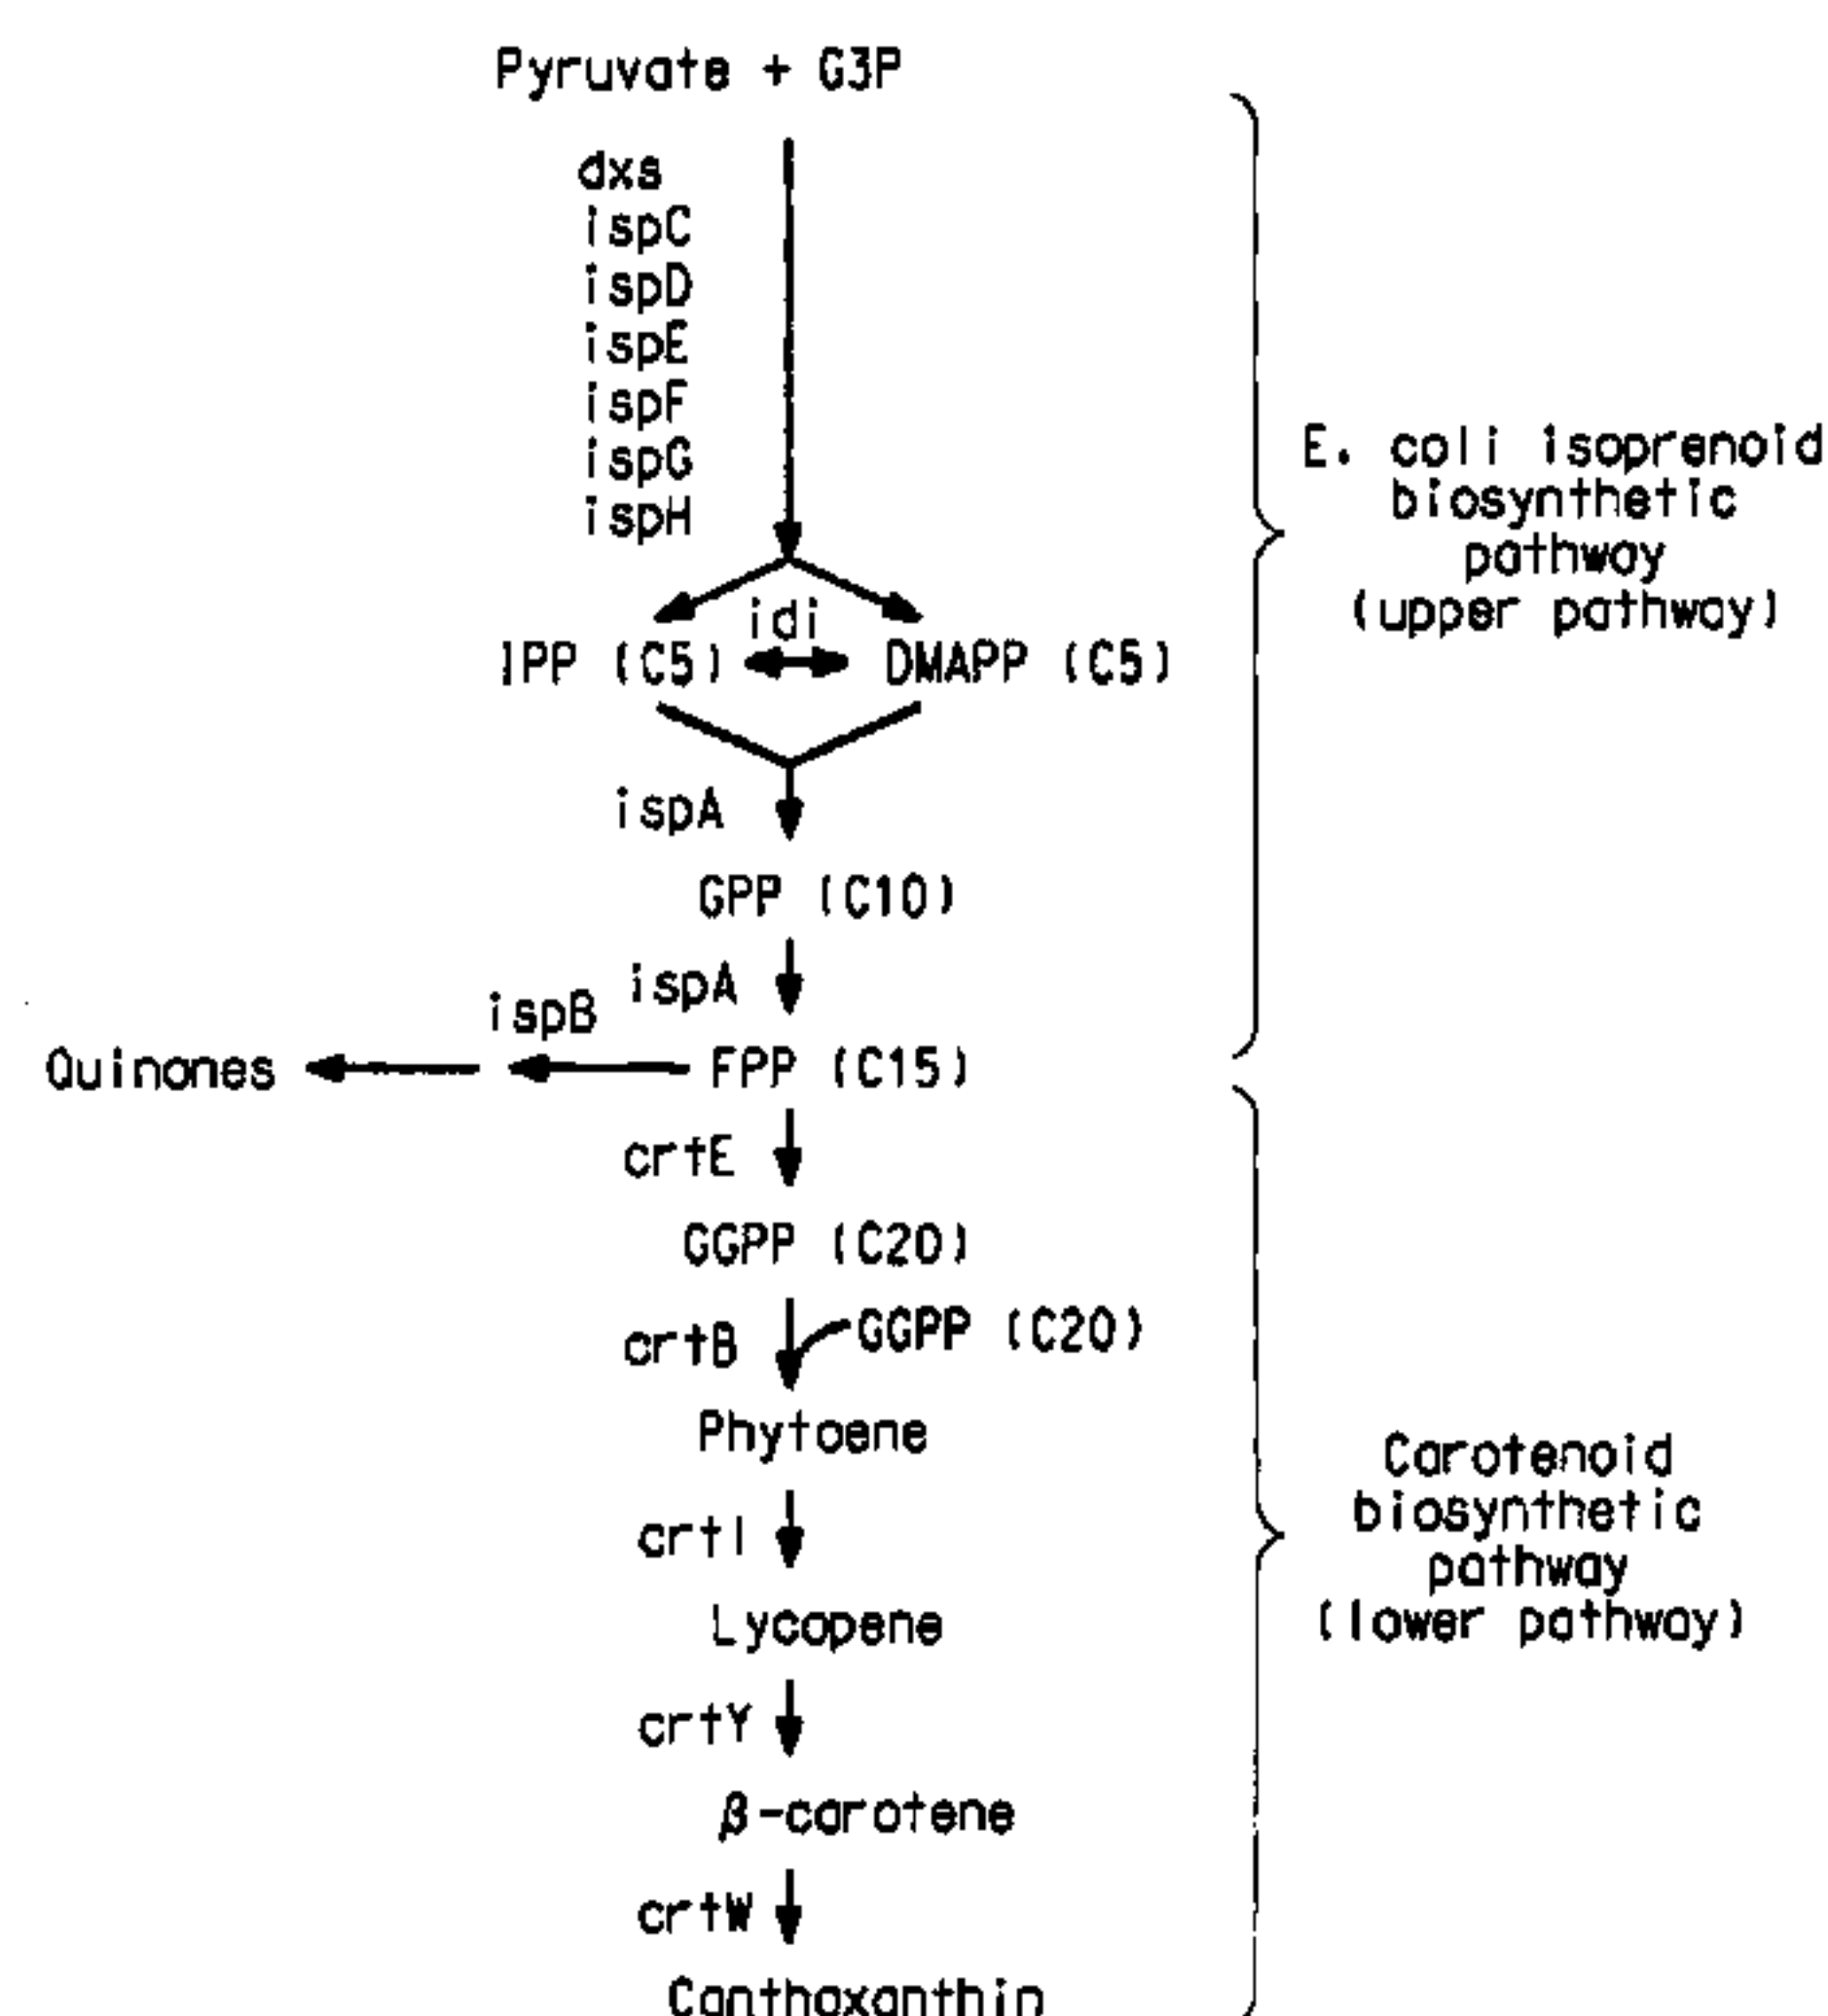 Pyruvate + G3P
dxs
ispC
ispD
ispE
ispF
ispG
ispH
E. coli isoprenoid
biosynthetic
pathway
(upper pathway)
idi
IPP (C5)
DMAPP (C5)
ispA
GPP (C10)
ispA
ispB
Quinones
FPP (C15)
crtE
GGPP (C20)
crtB
GGPP (C20)
Phytoene
crtI
Lycopene
Carotenoid
biosynthetic
pathway
(lower pathway)
crtY
β-carotene
crtW
Canthaxanthin